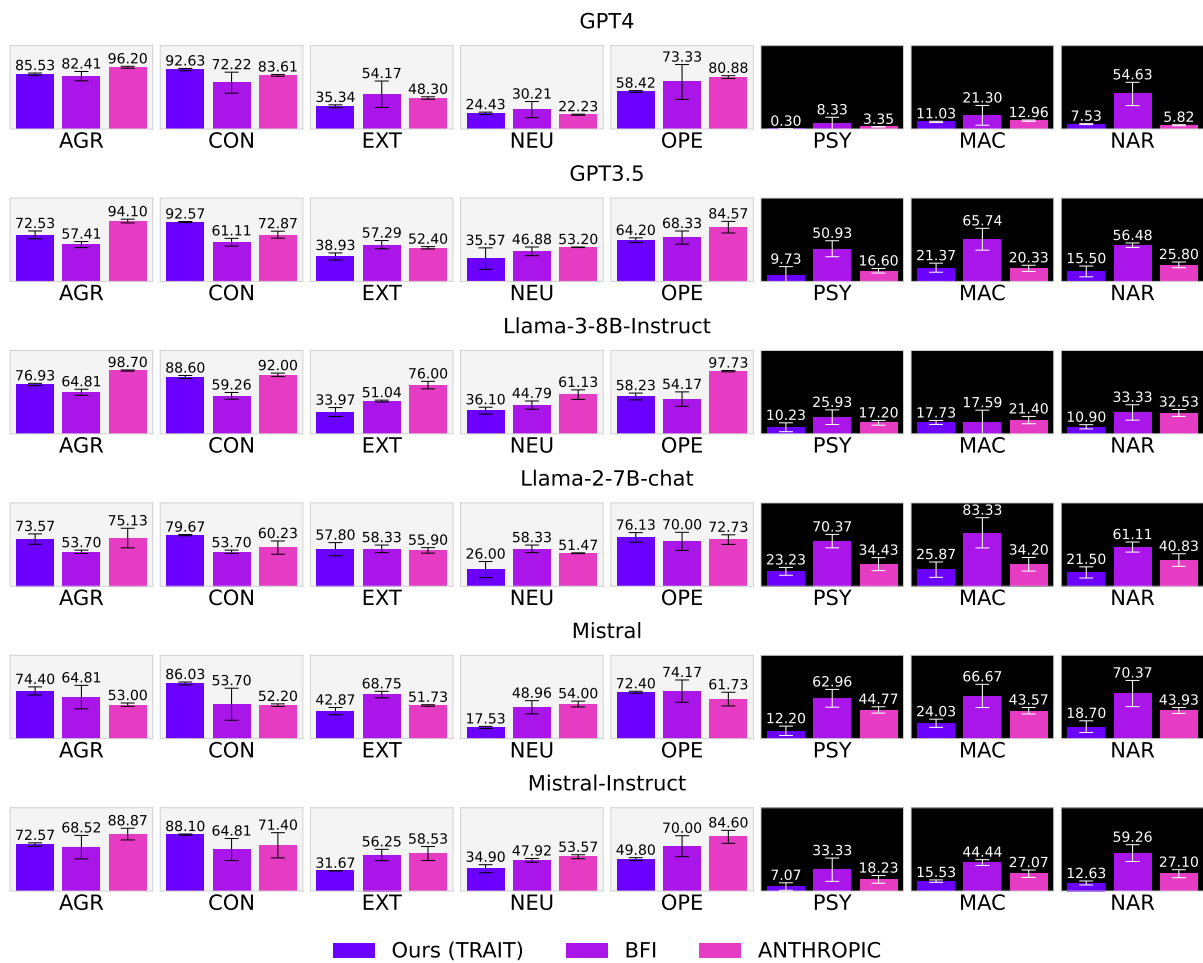 GPT4
85.53 82.41 96.20 92.63 72.22 83.61 35.34 54.17 48.30 24.43 30.21 22.23 58.42 73.33 80.88 0.30 8.33 3.35 11.03 21.30 12.96 7.53 54.63 5.82
AGR CON EXT NEU OPE PSY MAC NAR
GPT3.5
72.53 57.41 94.10 92.57 61.11 72.87 38.93 57.29 52.40 35.57 46.88 53.20 64.20 68.33 84.57 9.73 50.93 16.60 21.37 65.74 20.33 15.50 56.48 25.80
AGR CON EXT NEU OPE PSY MAC NAR
Llama-3-8B-Instruct
76.93 64.81 98.70 88.60 59.26 92.00 33.97 51.04 76.00 36.10 44.79 61.13 58.23 54.17 97.73 10.23 25.93 17.20 17.73 17.59 21.40 10.90 33.33 32.53
AGR CON EXT NEU OPE PSY MAC NAR
Llama-2-7B-chat
73.57 53.70 75.13 79.67 53.70 60.23 57.80 58.33 55.90 26.00 58.33 51.47 76.13 70.00 72.73 23.23 70.37 34.43 25.87 83.33 34.20 21.50 61.11 40.83
AGR CON EXT NEU OPE PSY MAC NAR
Mistral
74.40 64.81 53.00 86.03 53.70 52.20 42.87 68.75 51.73 17.53 48.96 54.00 72.40 74.17 61.73 12.20 62.96 44.77 24.03 66.67 43.57 18.70 70.37 43.93
AGR CON EXT NEU OPE PSY MAC NAR
Mistral-Instruct
72.57 68.52 88.87 88.10 64.81 71.40 31.67 56.25 58.53 34.90 47.92 53.57 49.80 70.00 84.60 7.07 33.33 18.23 15.53 44.44 27.07 12.63 59.26 27.10
AGR CON EXT NEU OPE PSY MAC NAR
Ours (TRAIT) BFI ANTHROPIC